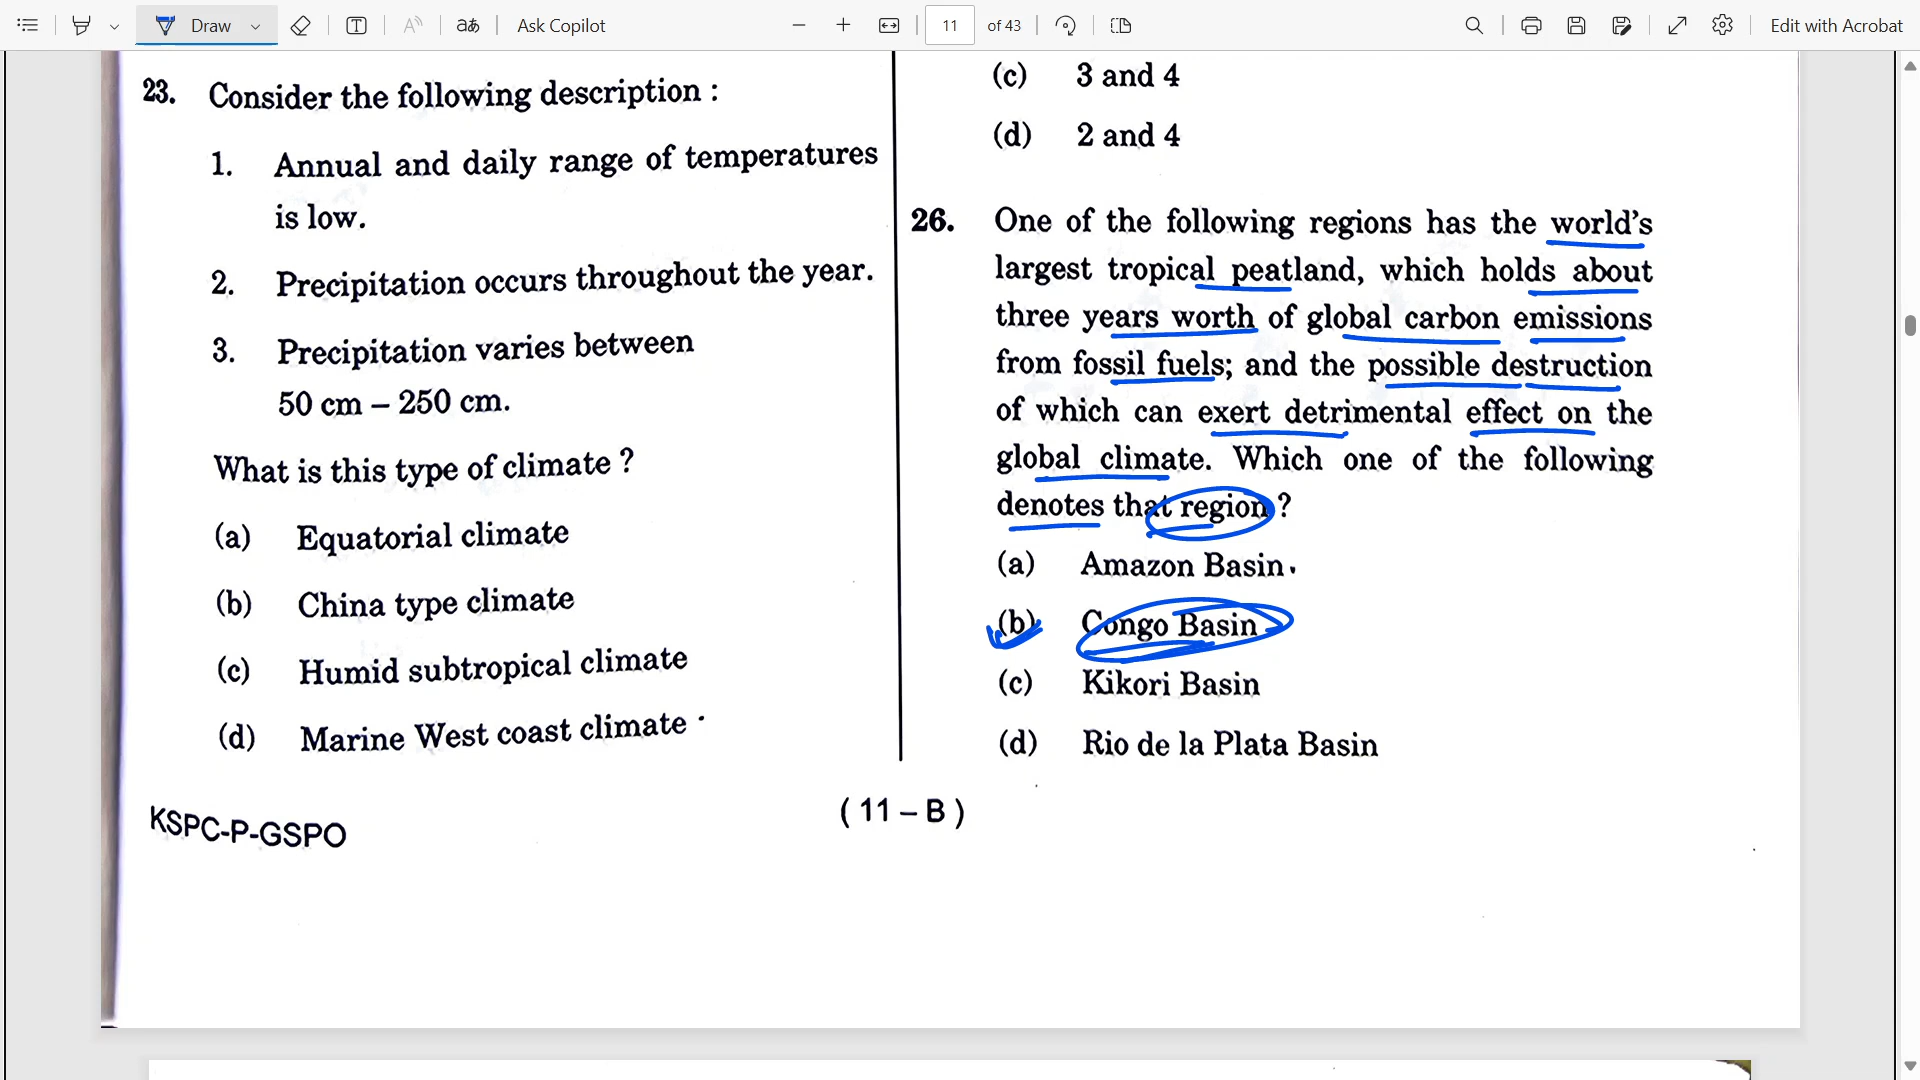 Draw
Ask Copilot
11
of 43
Edit with Acrobat
23. Consider the following description :
1. Annual and daily range of temperatures
is low.
2. Precipitation occurs throughout the year.
3. Precipitation varies between
50 cm – 250 cm.
What is this type of climate ?
(a) Equatorial climate
(b) China type climate
(c) Humid subtropical climate
(d) Marine West coast climate
(c) 3 and 4
(d) 2 and 4
26. One of the following regions has the world's
largest tropical peatland, which holds about
three years worth of global carbon emissions
from fossil fuels; and the possible destruction
of which can exert detrimental effect on the
global climate. Which one of the following
denotes that region ?
(a) Amazon Basin
(b) Congo Basin
(c) Kikori Basin
(d) Rio de la Plata Basin
KSPC-P-GSPO
( 11 – B )